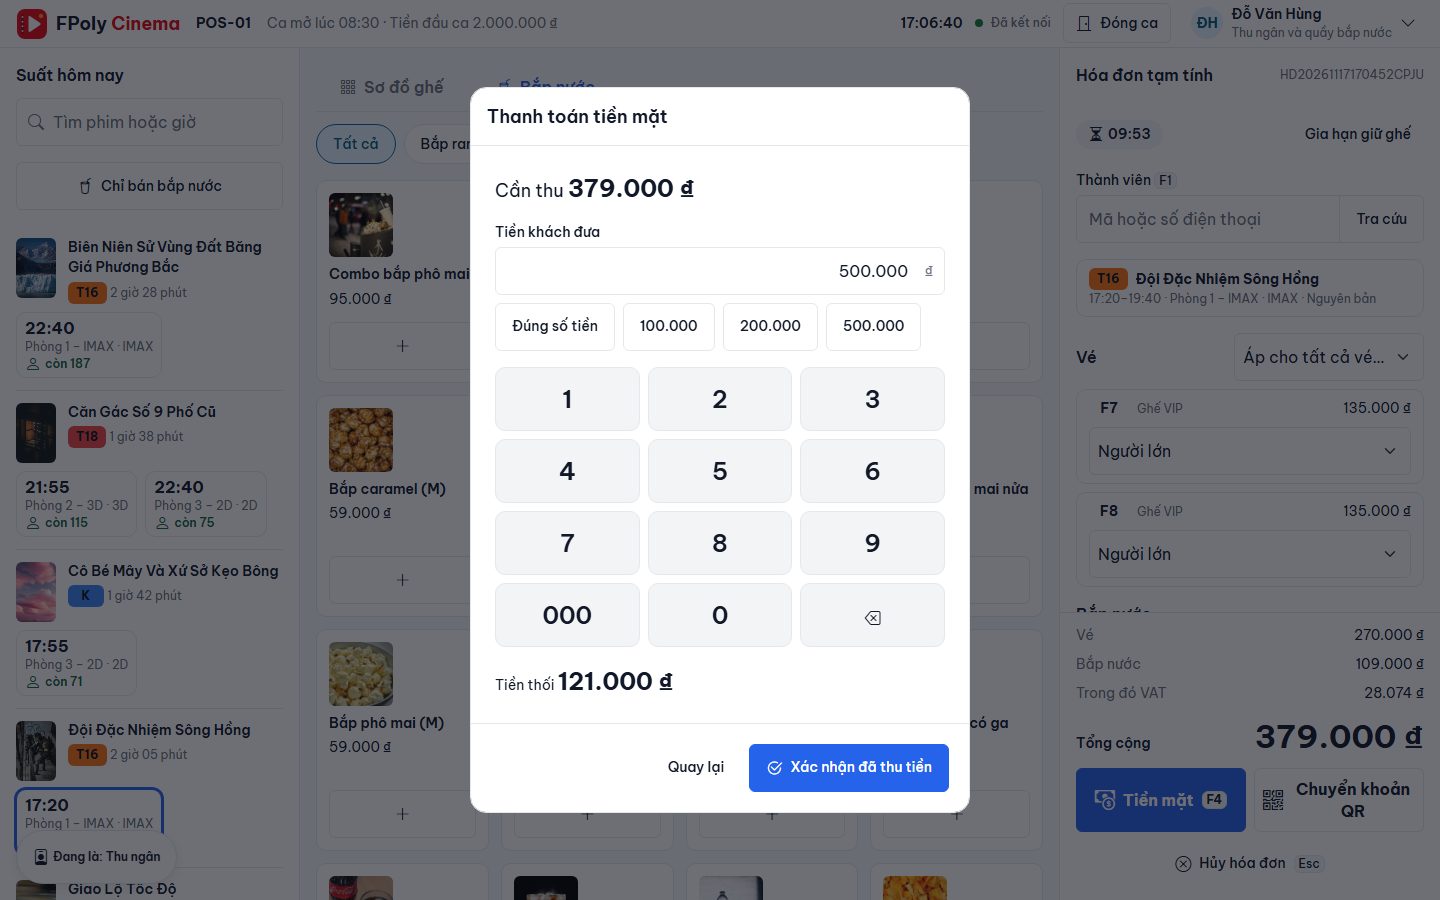 FPoly Cinema POS-01 Ca mở lúc 08:30 · Tiền đầu ca 2.000.000 ₫
17:06:40 Đã kết nối Đóng ca ĐH Đỗ Văn Hùng
Thu ngân và quầy bắp nước
Suất hôm nay
Tìm phim hoặc giờ
Chỉ bán bắp nước
Biên Niên Sử Vùng Đất Băng
Giá Phương Bắc
T16 2 giờ 28 phút
22:40
Phòng 1 – IMAX · IMAX
còn 187
Căn Gác Số 9 Phố Cũ
T18 1 giờ 38 phút
21:55
Phòng 2 – 3D · 3D
còn 115
22:40
Phòng 3 – 2D · 2D
còn 75
Cô Bé Mây Và Xứ Sở Kẹo Bông
K 1 giờ 42 phút
17:55
Phòng 3 – 2D · 2D
còn 71
Đội Đặc Nhiệm Sông Hồng
T16 2 giờ 05 phút
17:20
Phòng 1 – IMAX · IMAX
Đang là: Thu ngân
Giao Lộ Tốc Độ
Sơ đồ ghế
Bắp nước
Tất cả
Combo bắp phô mai
95.000 ₫
Bắp caramel (M)
59.000 ₫
mai nửa
Bắp phô mai (M)
59.000 ₫
có ga
Thanh toán tiền mặt
Cần thu 379.000 ₫
Tiền khách đưa
500.000 ₫
Đúng số tiền 100.000 200.000 500.000
1 2 3
4 5 6
7 8 9
000 0
Tiền thối 121.000 ₫
Quay lại Xác nhận đã thu tiền
Hóa đơn tạm tính HD20261117170452CPJU
09:53 Gia hạn giữ ghế
Thành viên F1
Mã hoặc số điện thoại Tra cứu
T16 Đội Đặc Nhiệm Sông Hồng
17:20–19:40 · Phòng 1 – IMAX · IMAX · Nguyên bản
Vé Áp cho tất cả vé...
F7 Ghế VIP 135.000 ₫
Người lớn
F8 Ghế VIP 135.000 ₫
Người lớn
Bắp nước
Vé 270.000 ₫
Bắp nước 109.000 ₫
Trong đó VAT 28.074 ₫
Tổng cộng 379.000 ₫
Tiền mặt F4
Chuyển khoản
QR
Hủy hóa đơn Esc